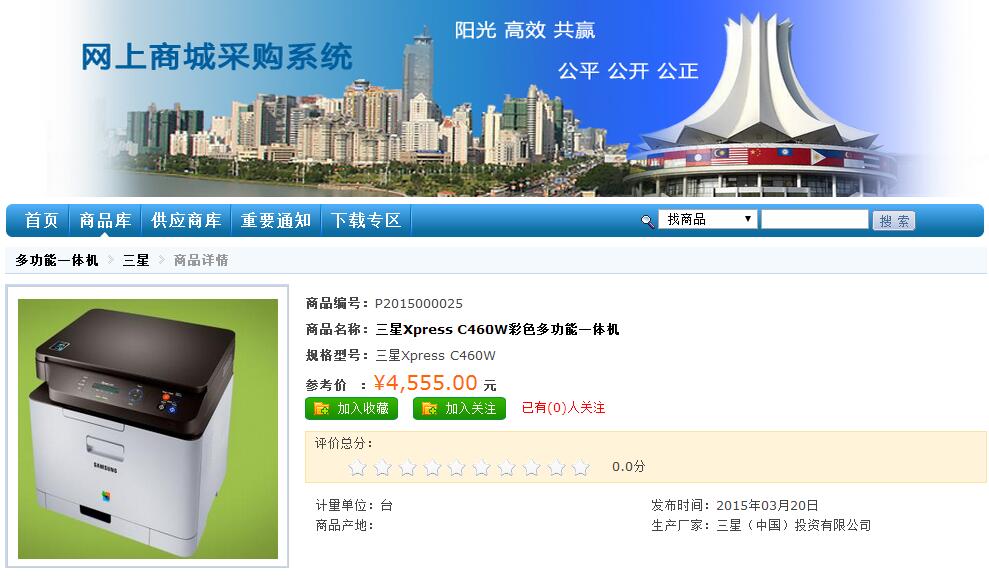 网上商城采购系统
阳光 高效 共赢
公平 公开 公正
首页 商品库 供应商库 重要通知 下载专区 找商品 搜索
多功能一体机 三星 商品详情
商品编号：P2015000025
商品名称：三星Xpress C460W彩色多功能一体机
规格型号：三星Xpress C460W
参考价 ：¥4,555.00 元
加入收藏 加入关注 已有(0)人关注
评价总分：
0.0分
计量单位：台 发布时间：2015年03月20日
商品产地： 生产厂家：三星（中国）投资有限公司
SAMSUNG